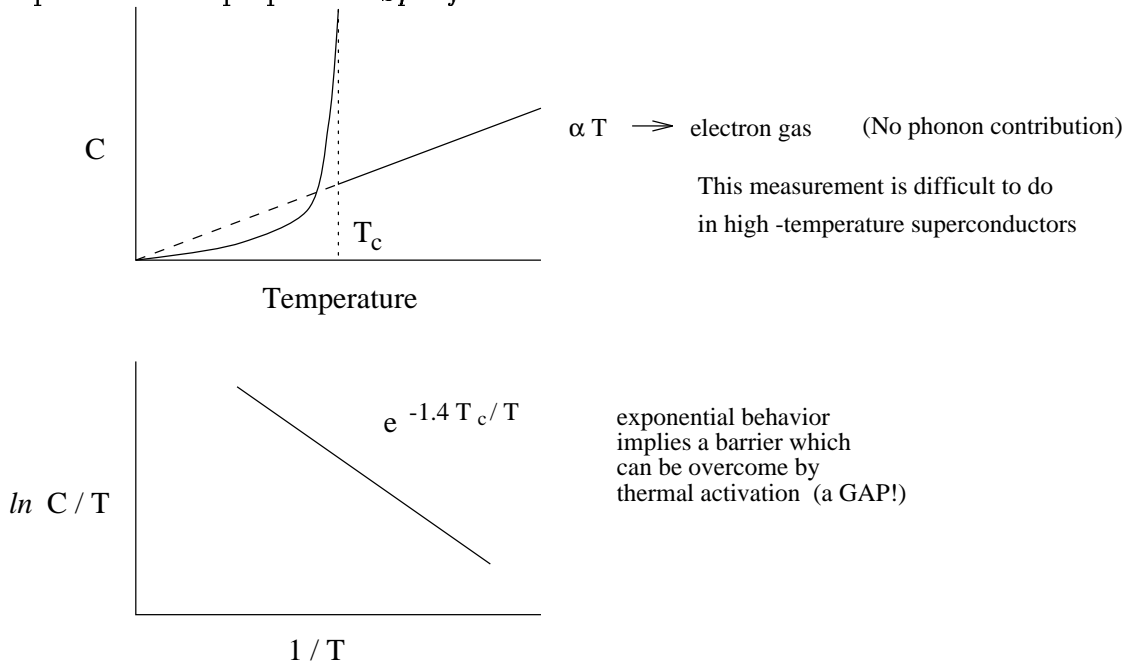 C
α T → electron gas (No phonon contribution)
This measurement is difficult to do
in high -temperature superconductors
T_c
Temperature
e^{-1.4 T_c / T}
exponential behavior
implies a barrier which
can be overcome by
thermal activation (a GAP!)
ln C / T
1 / T